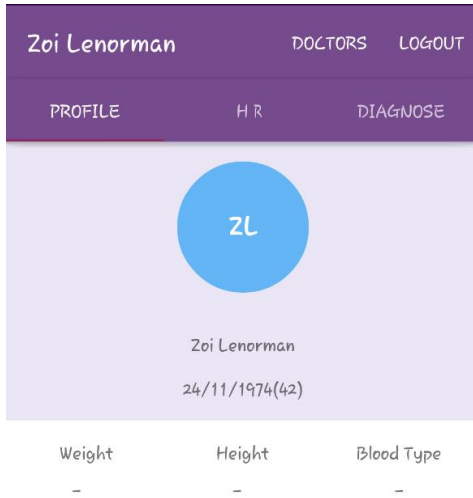 Zoi Lenorman DOCTORS LOGOUT
PROFILE H R DIAGNOSE
ZL
Zoi Lenorman
24/11/1974(42)
Weight Height Blood Type
- - -